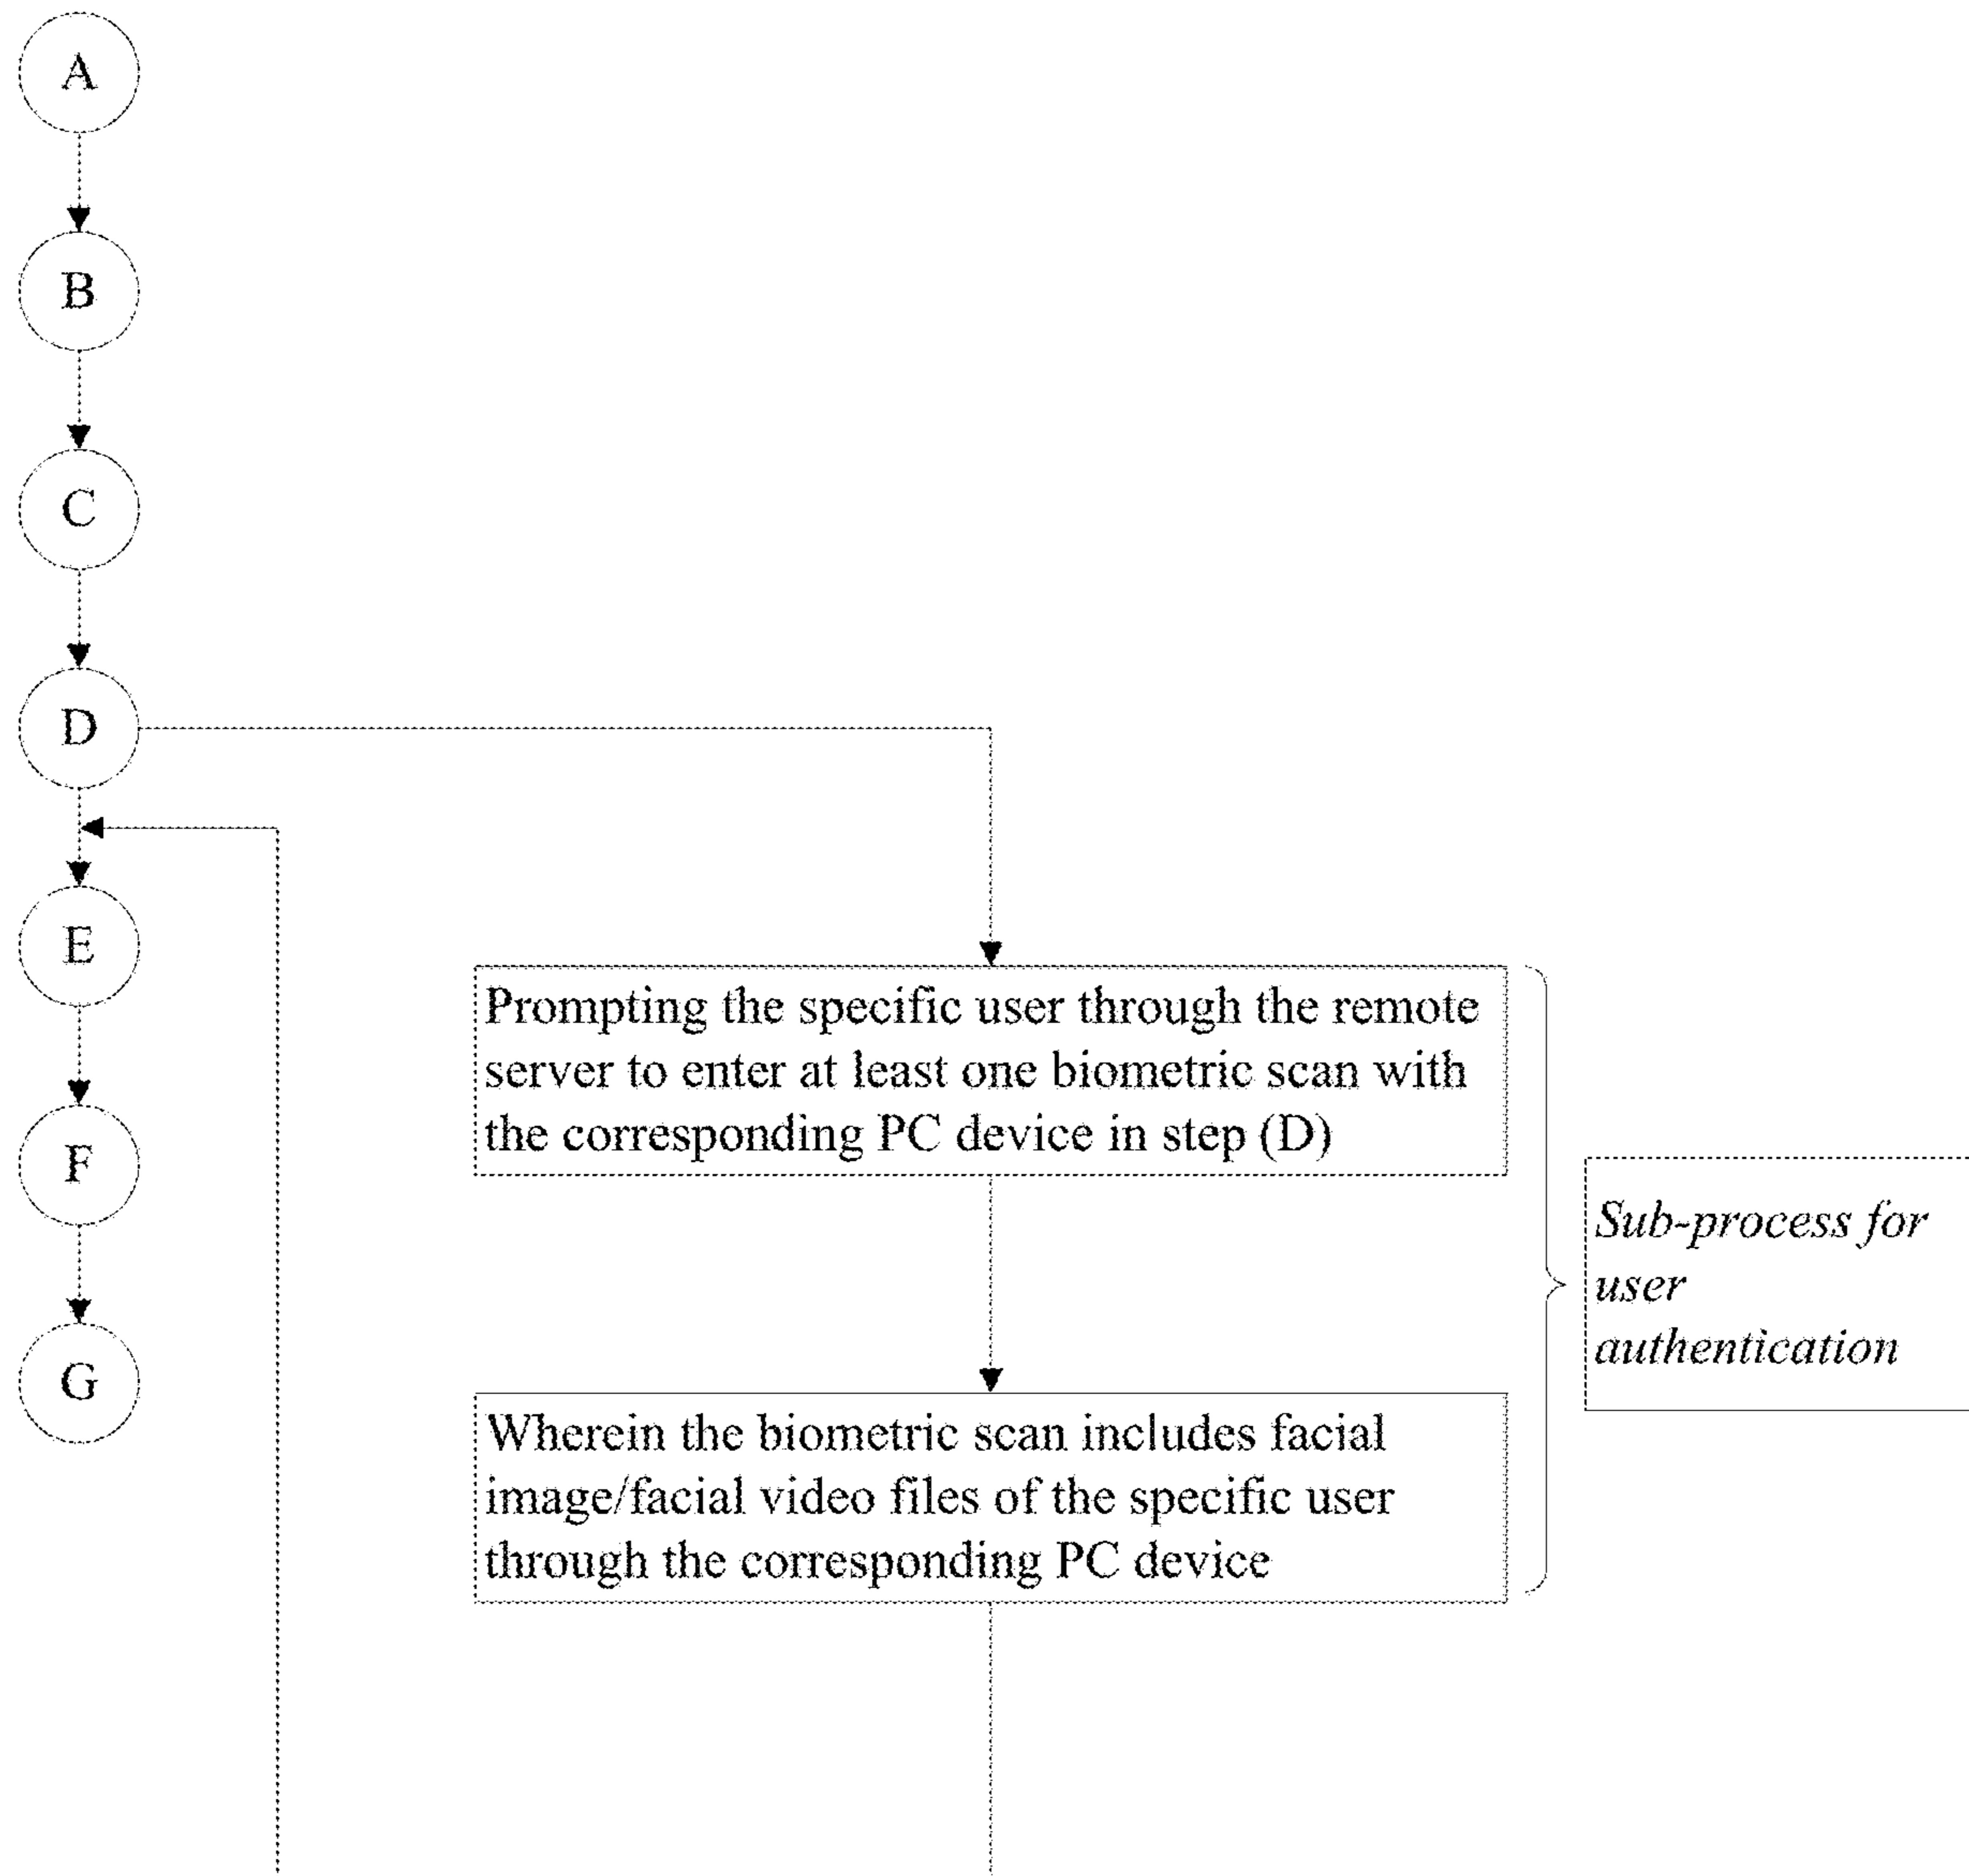 A
B
C
D
E
F
G
Prompting the specific user through the remote
server to enter at least one biometric scan with
the corresponding PC device in step (D)
Wherein the biometric scan includes facial
image/facial video files of the specific user
through the corresponding PC device
Sub-process for
user
authentication